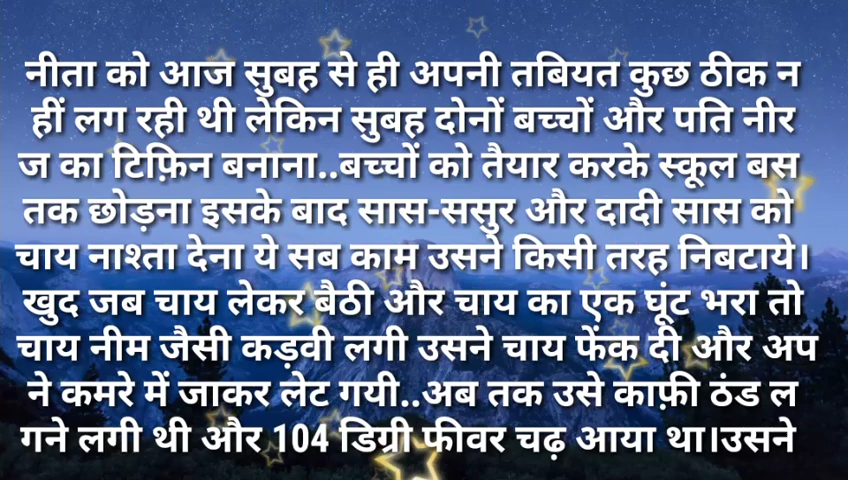 नीता को आज सुबह से ही अपनी तबियत कुछ ठीक न
हीं लग रही थी लेकिन सुबह दोनों बच्चों और पति नीर
ज का टिफ़िन बनाना..बच्चों को तैयार करके स्कूल बस
तक छोड़ना इसके बाद सास-ससुर और दादी सास को
चाय नाश्ता देना ये सब काम उसने किसी तरह निबटाये।
खुद जब चाय लेकर बैठी और चाय का एक घूंट भरा तो
चाय नीम जैसी कड़वी लगी उसने चाय फेंक दी और अप
ने कमरे में जाकर लेट गयी..अब तक उसे काफ़ी ठंड ल
गने लगी थी और 104 डिग्री फीवर चढ़ आया था।उसने